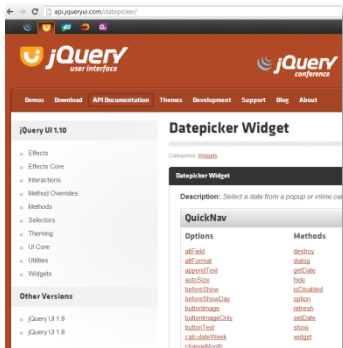 api.jqueryui.com/datepicker/
jQuery
user interface
jQuery
conference
Demos Download API Documentation Themes Development Support Blog About
jQuery UI 1.10
Effects
Effects Core
Interactions
Method Overrides
Methods
Selectors
Theming
UI Core
Utilities
Widgets
Other Versions
jQuery UI 1.9
jQuery UI 1.8
Datepicker Widget
Categories: Widgets
Datepicker Widget
Description: Select a date from a popup or inline
QuickNav
Options
altField
altFormat
appendText
autoSize
beforeShow
beforeShowDay
buttonImage
buttonImageOnly
buttonText
calculateWeek
changeMonth
Methods
destroy
dialog
getDate
hide
isDisabled
option
refresh
setDate
show
widget